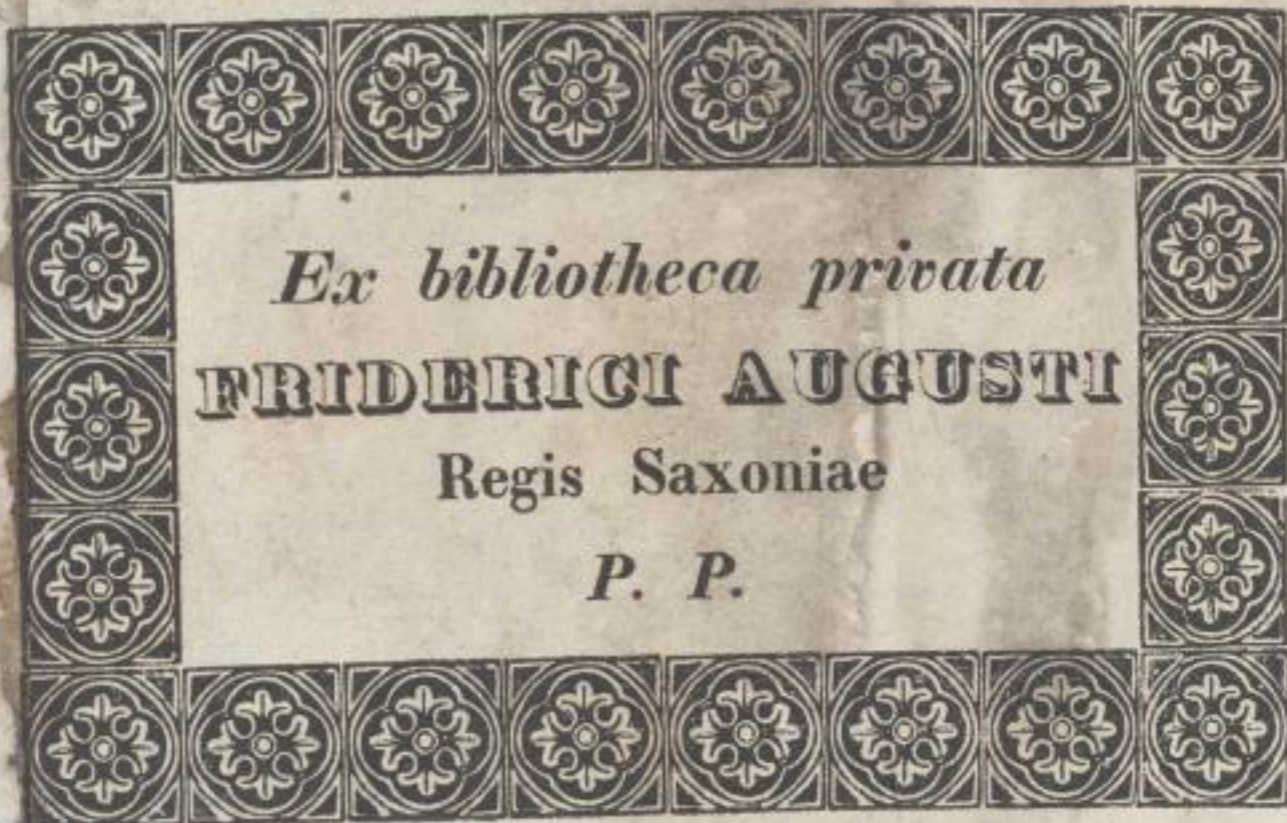 Ex bibliotheca privata
FRIDERICI AUGUSTI
Regis Saxoniae
P. P.